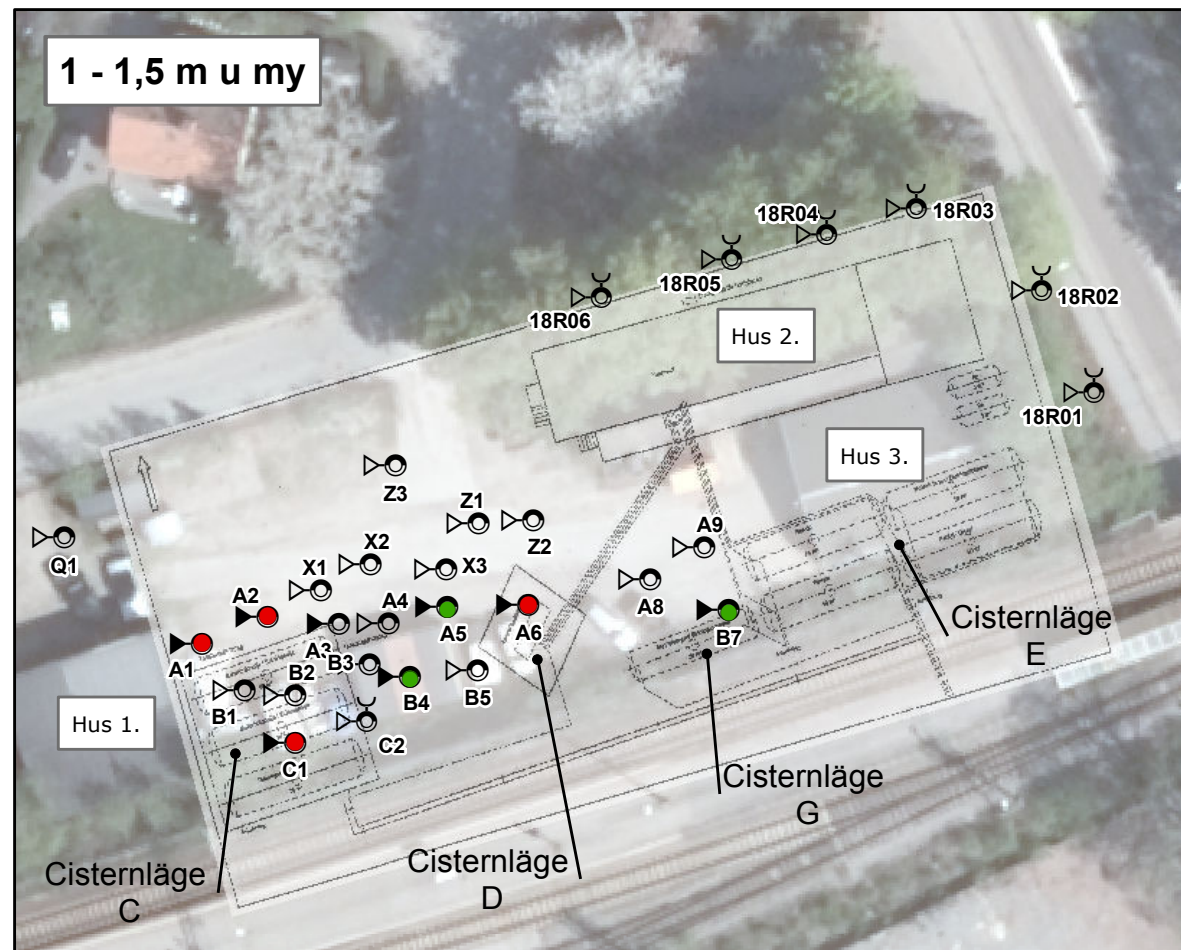 1 - 1,5 m u my
18R03
18R04
18R05
18R02
18R06
Hus 2.
18R01
Hus 3.
Z3
Z1
Z2
A9
Q1
X2
X3
X1
A8
A2
A4
A5
A6
B7
A3
A1
B3
B2
B4
B5
B1
Hus 1.
C2
C1
Cisternläge
E
Cisternläge
G
Cisternläge
D
Cisternläge
C